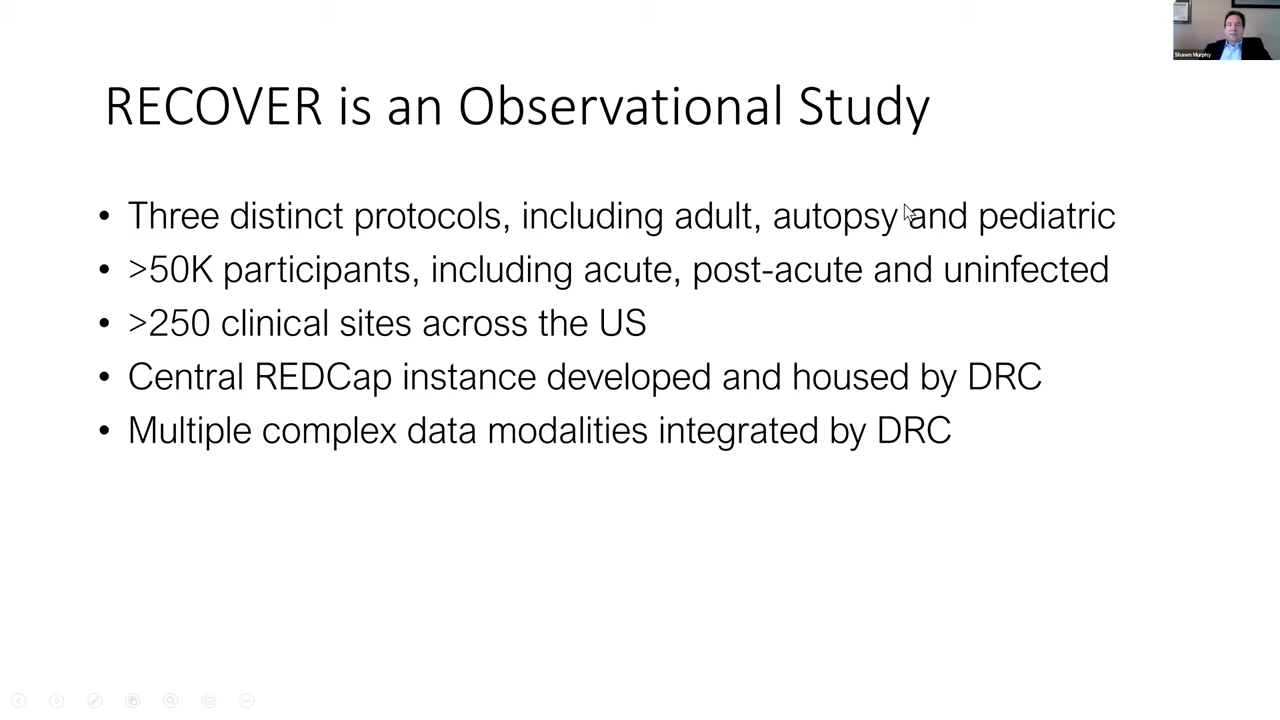 Shawn Murphy
RECOVER is an Observational Study
• Three distinct protocols, including adult, autopsy and pediatric
• >50K participants, including acute, post-acute and uninfected
• >250 clinical sites across the US
• Central REDCap instance developed and housed by DRC
• Multiple complex data modalities integrated by DRC